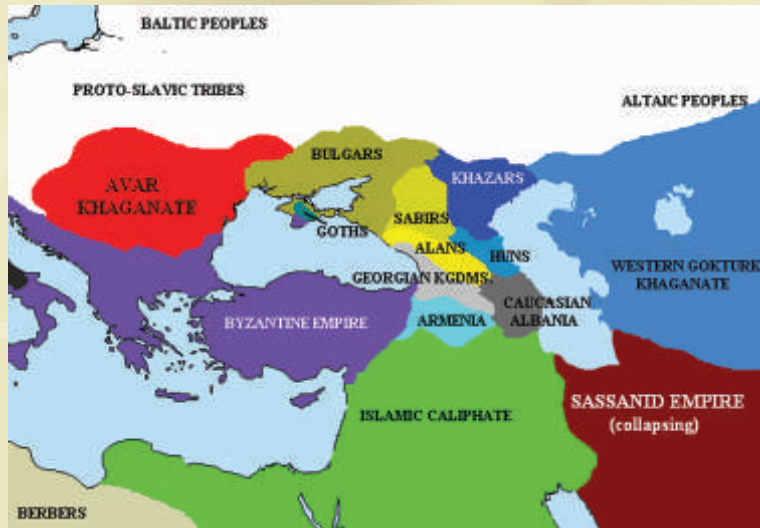 BALTIC PEOPLES
PROTO-SLAVIC TRIBES
ALTAIC PEOPLES
BULGARS
AVAR
KHAGANATE
KHAZARS
SABIRS
GOTHS
ALANS
HUNS
WESTERN GOKTURK
KHAGANATE
GEORGIAN KGDMS.
CAUCASIAN
ALBANIA
BYZANTINE EMPIRE
ARMENIA
SASSANID EMPIRE
(collapsing)
ISLAMIC CALIPHATE
BERBERS